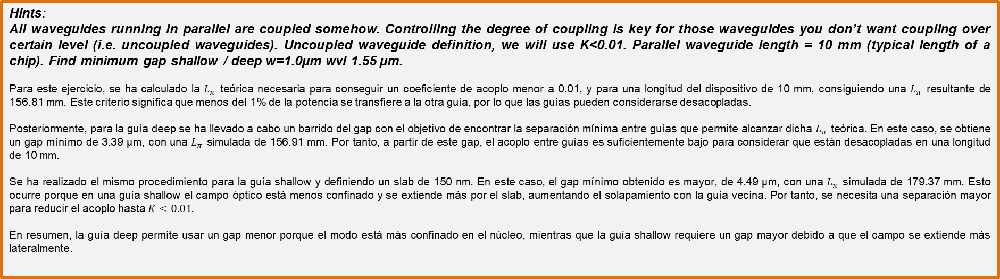 Hints:
All waveguides running in parallel are coupled somehow. Controlling the degree of coupling is key for those waveguides you don’t want coupling over
certain level (i.e. uncoupled waveguides). Uncoupled waveguide definition, we will use K<0.01. Parallel waveguide length = 10 mm (typical length of a
chip). Find minimum gap shallow / deep w=1.0µm wvl 1.55 µm.
Para este ejercicio, se ha calculado la 𝐿𝜋 teórica necesaria para conseguir un coeficiente de acoplo menor a 0.01, y para una longitud del dispositivo de 10 mm, consiguiendo una 𝐿𝜋 resultante de
156.81 mm. Este criterio significa que menos del 1% de la potencia se transfiere a la otra guía, por lo que las guías pueden considerarse desacopladas.
Posteriormente, para la guía deep se ha llevado a cabo un barrido del gap con el objetivo de encontrar la separación mínima entre guías que permite alcanzar dicha 𝐿𝜋 teórica. En este caso, se obtiene
un gap mínimo de 3.39 µm, con una 𝐿𝜋 simulada de 156.91 mm. Por tanto, a partir de este gap, el acoplo entre guías es suficientemente bajo para considerar que están desacopladas en una longitud
de 10 mm.
Se ha realizado el mismo procedimiento para la guía shallow y definiendo un slab de 150 nm. En este caso, el gap mínimo obtenido es mayor, de 4.49 µm, con una 𝐿𝜋 simulada de 179.37 mm. Esto
ocurre porque en una guía shallow el campo óptico está menos confinado y se extiende más por el slab, aumentando el solapamiento con la guía vecina. Por tanto, se necesita una separación mayor
para reducir el acoplo hasta 𝐾 < 0.01.
En resumen, la guía deep permite usar un gap menor porque el modo está más confinado en el núcleo, mientras que la guía shallow requiere un gap mayor debido a que el campo se extiende más
lateralmente.